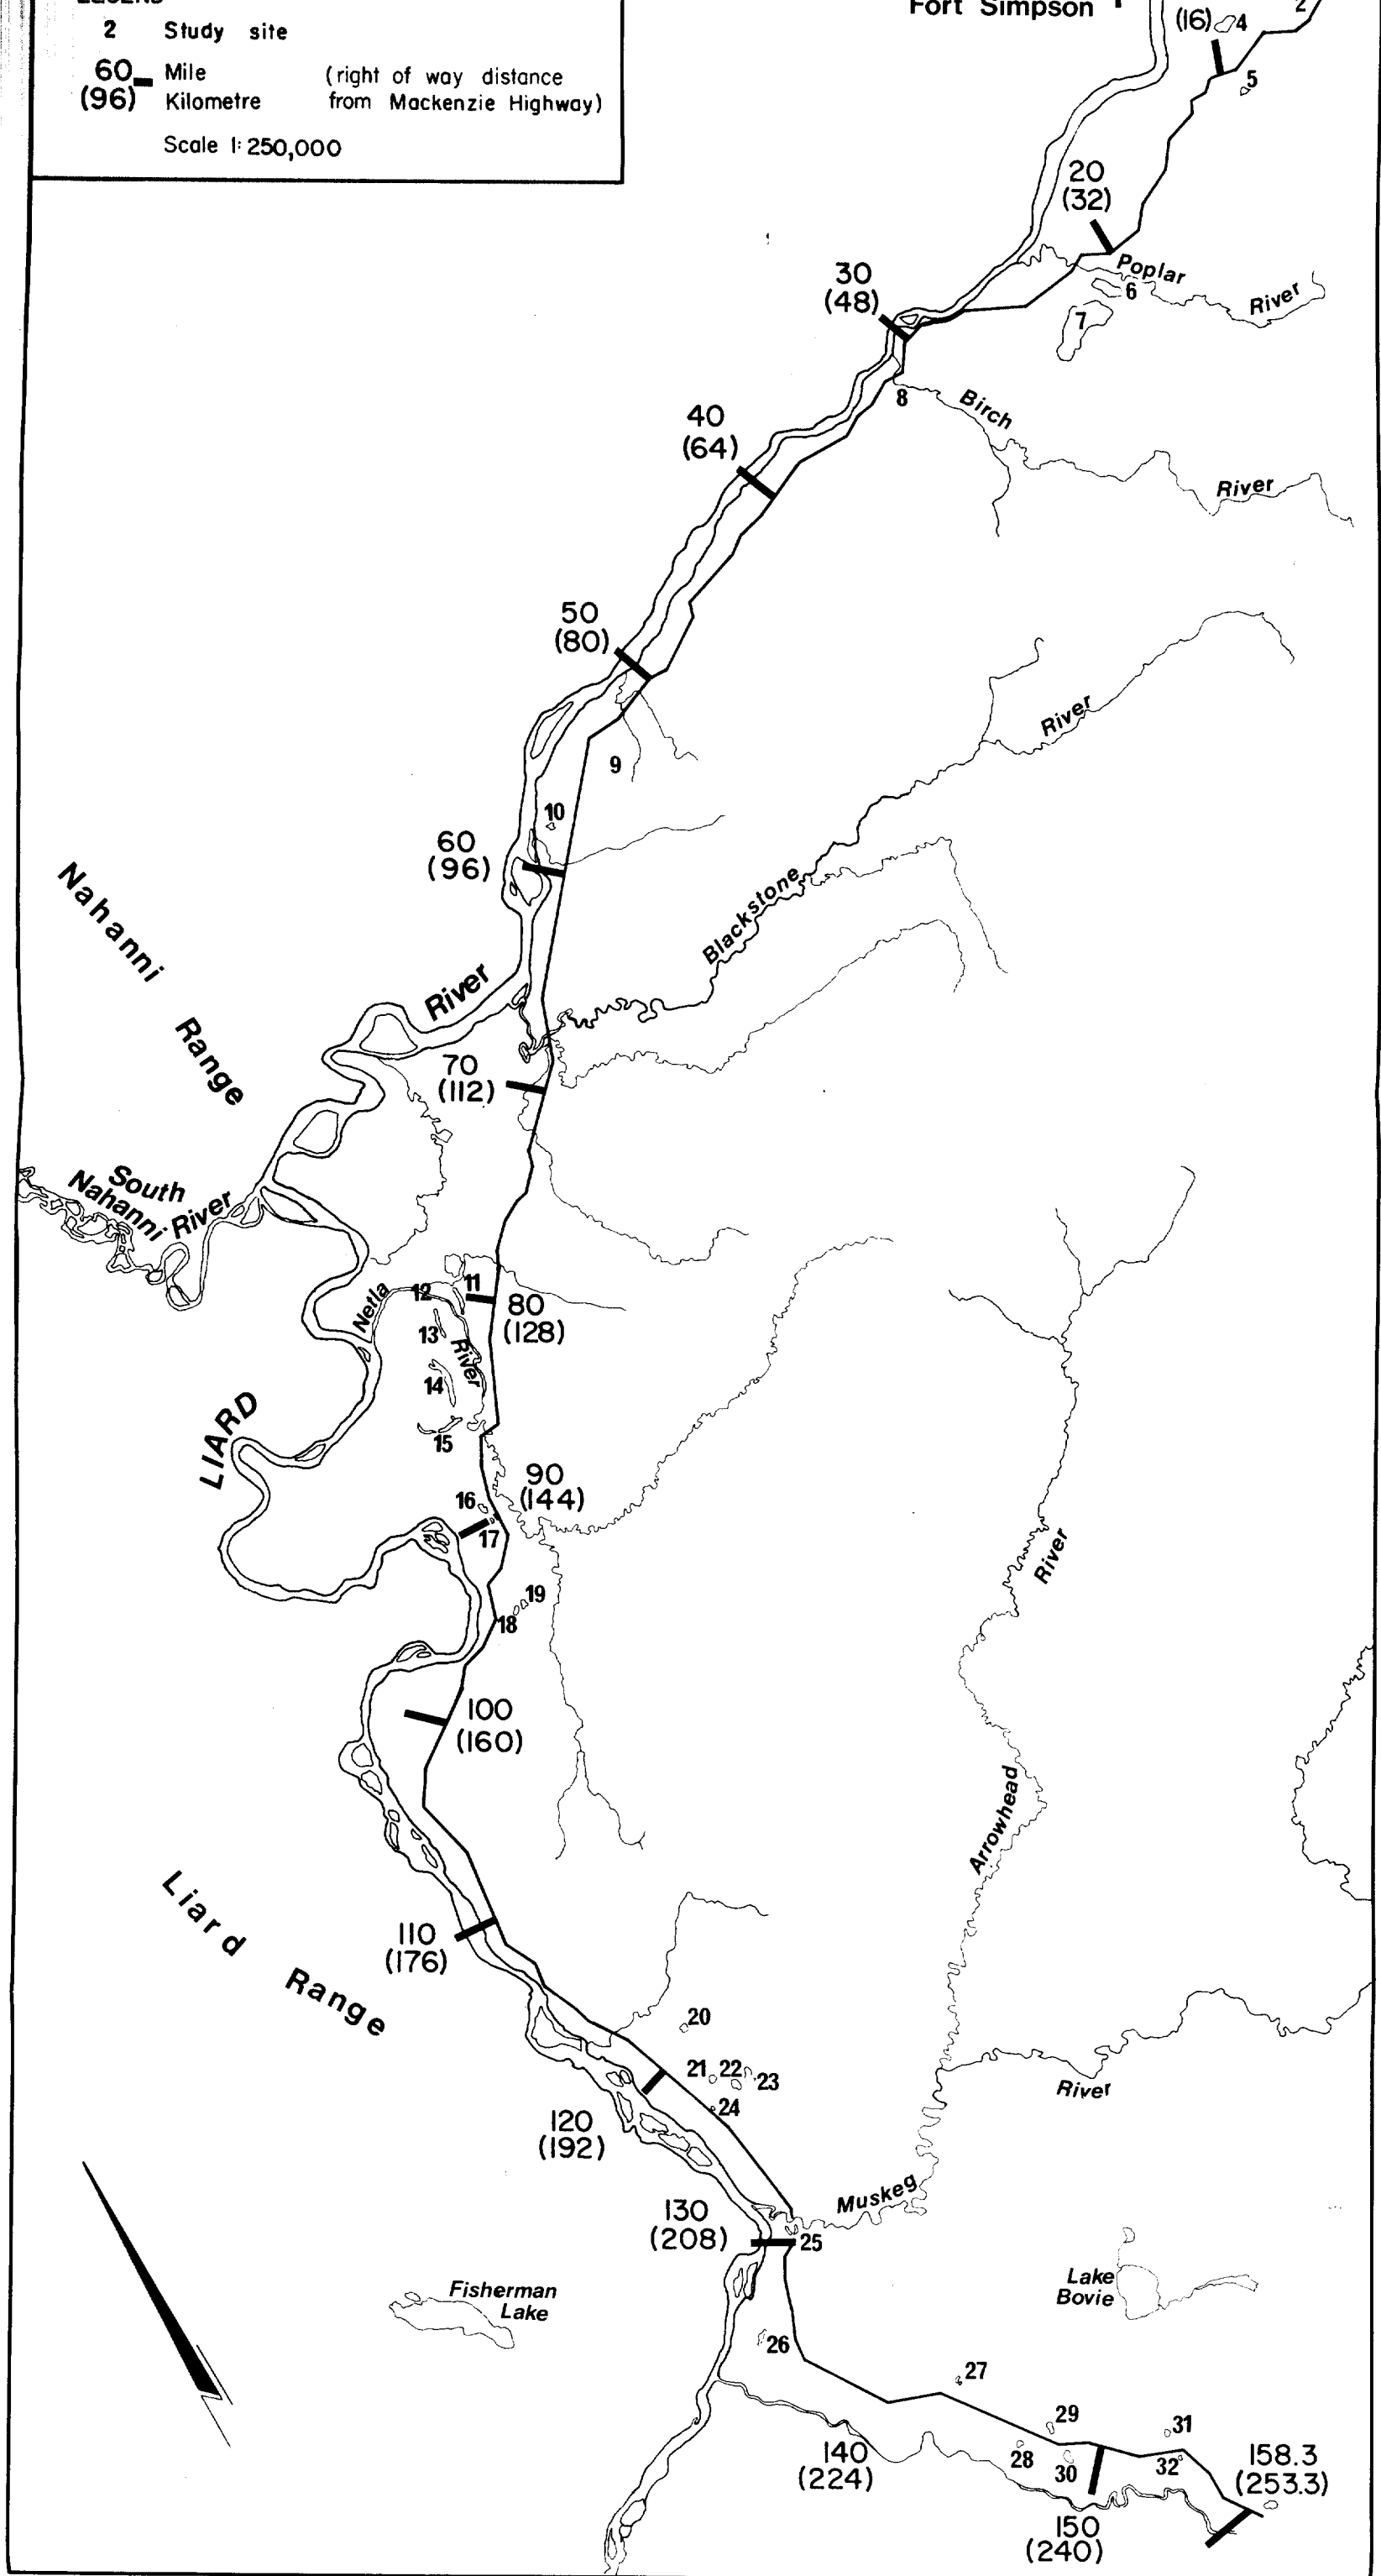 LEGEND
2 Study site
60 Mile (right of way distance
(96) Kilometre from Mackenzie Highway)
Scale 1:250,000
Fort Simpson
(16) 4
2
5
20
(32)
Poplar
River
6
7
30
(48)
8
Birch
River
40
(64)
50
(80)
River
9
10
60
(96)
Blackstone
Nahanni
Range
River
70
(112)
South
Nahanni
River
Netla
River
11
12
80
(128)
13
14
15
LIARD
90
(144)
16
17
River
19
18
100
(160)
Arrowhead
Liard
Range
110
(176)
20
21 22 23
24
River
120
(192)
Muskeg
130
(208)
25
Lake
Bovie
Fisherman
Lake
26
27
29
28
30
31
32
140
(224)
158.3
(253.3)
150
(240)